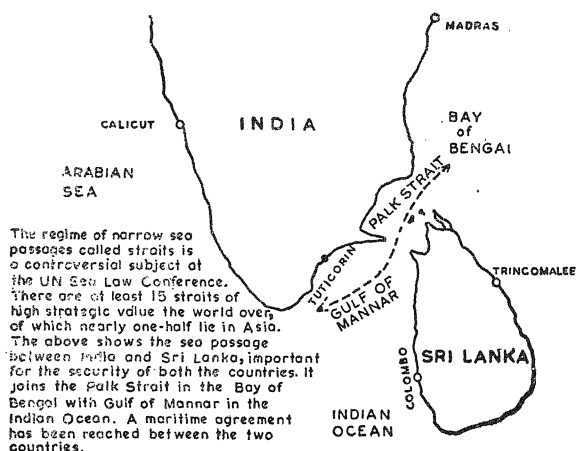 MADRAS
INDIA
CALICUT
BAY
of
BENGAL
ARABIAN
SEA
PALK STRAIT
TUTICORIN
GULF OF
MANNAR
TRINCOMALEE
SRI LANKA
COLOMBO
INDIAN
OCEAN
The regime of narrow sea
passages called straits is
a controversial subject at
the UN Sea Law Conference.
There are at least 15 straits of
high strategic value the world over,
of which nearly one-half lie in Asia.
The above shows the sea passage
between India and Sri Lanka, important
for the security of both the countries. It
joins the Palk Strait in the Bay of
Bengal with Gulf of Mannar in the
Indian Ocean. A maritime agreement
has been reached between the two
countries.